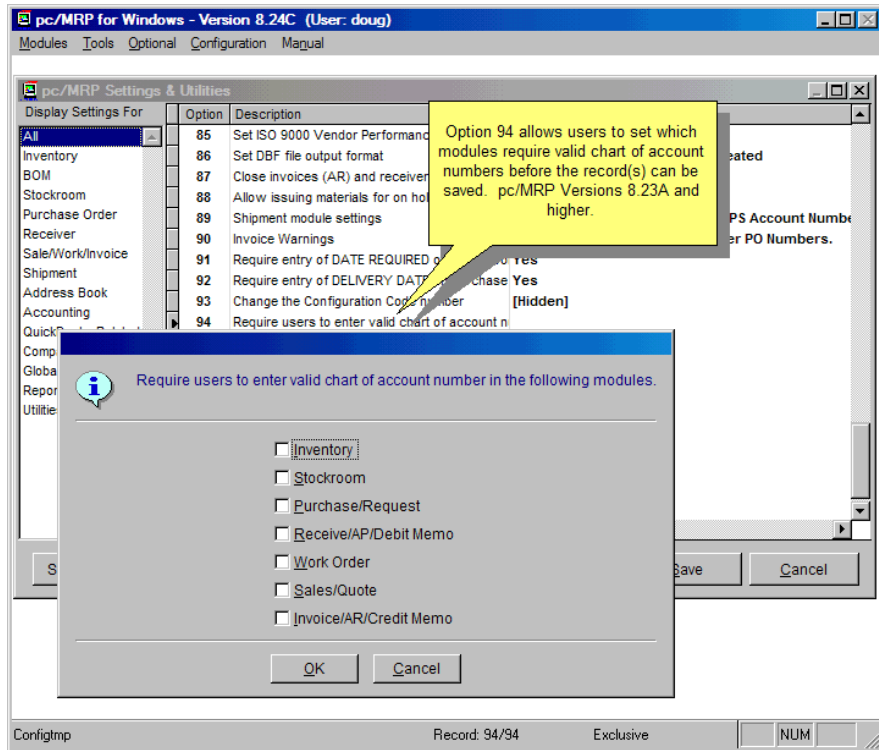 pc/MRP for Windows - Version 8.24C (User: doug)
Modules Tools Optional Configuration Manual
pc/MRP Settings & Utilities
Display Settings For
Option Description
All
Inventory
BOM
Stockroom
Purchase Order
Receiver
Sale/Work/Invoice
Shipment
Address Book
Accounting
Comp
Globa
Repor
Utilitie
85 Set ISO 9000 Vendor Performanc
86 Set DBF file output format eated
87 Close invoices (AR) and receiver
88 Allow issuing materials for on ho
89 Shipment module settings PS Account Numbe
90 Invoice Warnings er PO Numbers.
91 Require entry of DATE REQUIRED Yes
92 Require entry of DELIVERY DAT chase Yes
93 Change the Configuration Code number [Hidden]
94 Require users to enter valid chart of account n
Option 94 allows users to set which
modules require valid chart of account
numbers before the record(s) can be
saved. pc/MRP Versions 8.23A and
higher.
Require users to enter valid chart of account number in the following modules.
Inventory
Stockroom
Purchase/Request
Receive/AP/Debit Memo
Work Order
Sales/Quote
Invoice/AR/Credit Memo
OK Cancel
S Save Cancel
Configtmp Record: 94/94 Exclusive NUM